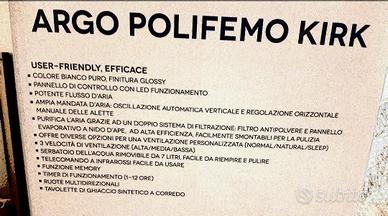 ARGO POLIFEMO KIRK
USER-FRIENDLY, EFFICACE
• COLORE BIANCO PURO, FINITURA GLOSSY
• PANNELLO DI CONTROLLO CON LED FUNZIONAMENTO
• POTENTE FLUSSO D'ARIA
• AMPIA MANDATA D'ARIA: OSCILLAZIONE AUTOMATICA VERTICALE E REGOLAZIONE ORIZZONTALE
MANUALE DELLE ALETTE
• PURIFICA L'ARIA GRAZIE AD UN DOPPIO SISTEMA DI FILTRAZIONE: FILTRO ANTIPOLVERE E PANNELLO
EVAPORATIVO A NIDO D'APE, AD ALTA EFFICIENZA, FACILMENTE SMONTABILI PER LA PULIZIA
• OFFRE DIVERSE OPZIONI PER UNA VENTILAZIONE PERSONALIZZATA (NORMAL/NATURAL/SLEEP)
• 3 VELOCITÀ DI VENTILAZIONE (ALTA/MEDIA/BASSA)
• SERBATOIO DELL'ACQUA RIMOVIBILE DA 7 LITRI, FACILE DA RIEMPIRE E PULIRE
• TELECOMANDO A INFRAROSSI FACILE DA USARE
• FUNZIONE MEMORY
• TIMER DI FUNZIONAMENTO (1-12 ORE)
• RUOTE MULTIDIREZIONALI
• TAVOLETTE DI GHIACCIO SINTETICO A CORREDO
subito